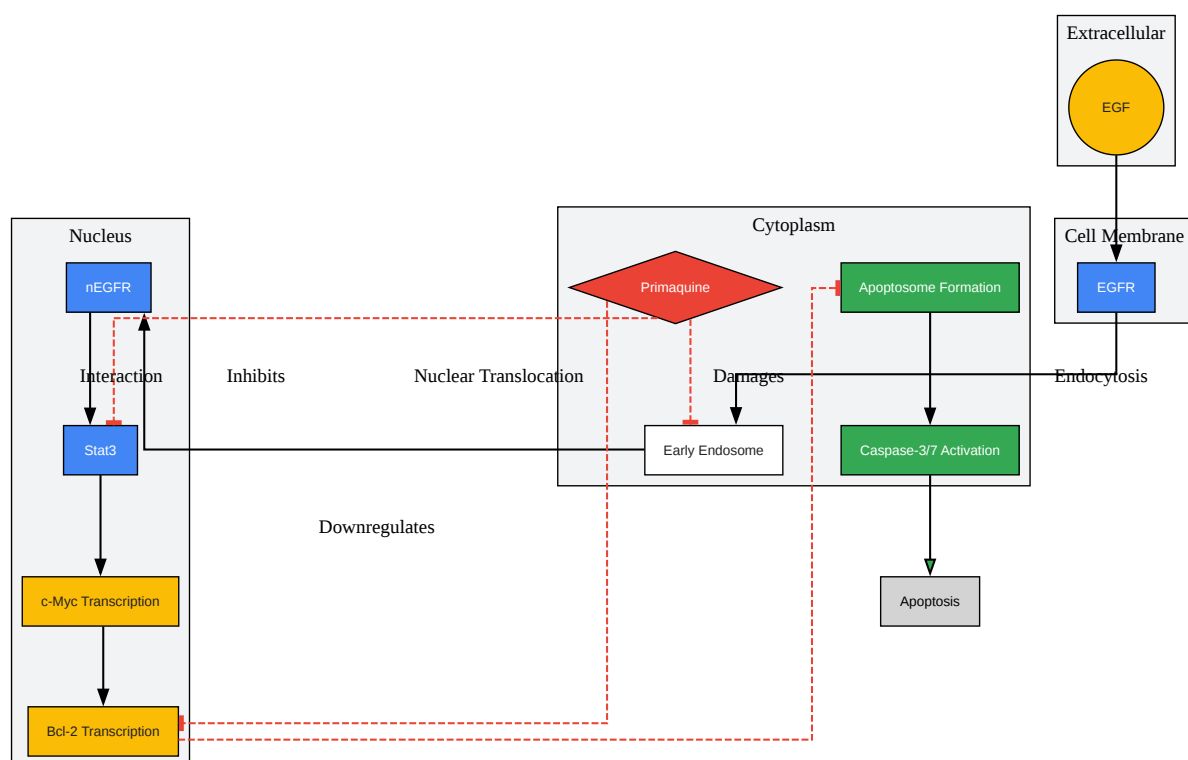 Extracellular
EGF
Nucleus
Cytoplasm
Cell Membrane
nEGFR
Primaquine
Apoptosome Formation
EGFR
Interaction
Inhibits
Nuclear Translocation
Damages
Endocytosis
Stat3
Early Endosome
Caspase-3/7 Activation
Downregulates
c-Myc Transcription
Apoptosis
Bcl-2 Transcription